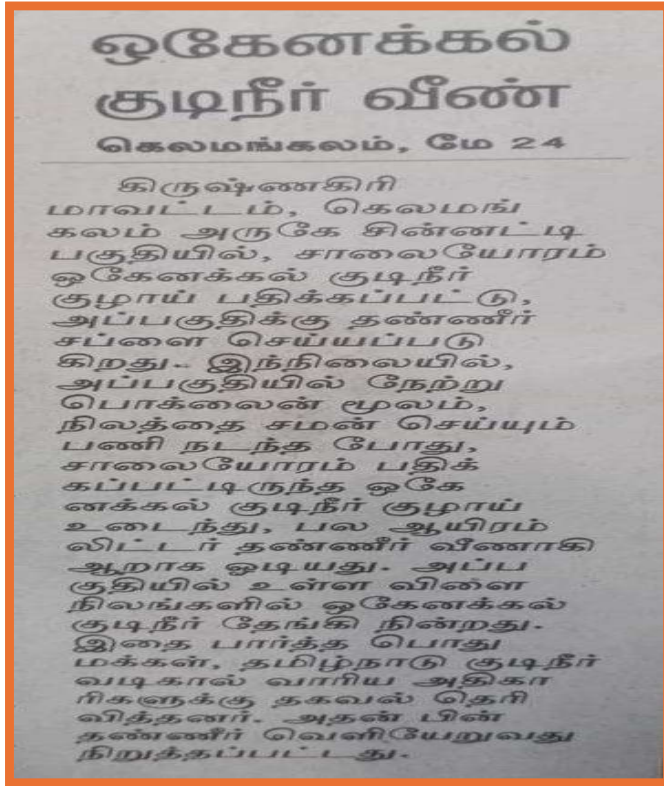 ஒகேனக்கல்
குடிநீர் வீண்
கெலமங்கலம், மே 24
கிருஷ்ணகிரி
மாவட்டம், கெலமங்
கலம் அருகே சின்னட்டி
பகுதியில், சாலையோரம்
ஒகேனக்கல் குடிநீர்
குழாய் பதிக்கப்பட்டு,
அப்பகுதிக்கு தண்ணீர்
சப்ளை செய்யப்படு
கிறது. இந்நிலையில்,
அப்பகுதியில் நேற்று
பொக்லைன் மூலம்,
நிலத்தை சமன் செய்யும்
பணி நடந்த போது,
சாலையோரம் பதிக்
கப்பட்டிருந்த ஒகே
னக்கல் குடிநீர் குழாய்
உடைந்து, பல ஆயிரம்
லிட்டர் தண்ணீர் வீணாகி
ஆறாக ஓடியது. அப்ப
குதியில் உள்ள விளை
நிலங்களில் ஒகேனக்கல்
குடிநீர் தேங்கி நின்றது.
இதை பார்த்த பொது
மக்கள், தமிழ்நாடு குடிநீர்
வடிகால் வாரிய அதிகா
ரிகளுக்கு தகவல் தெரி
வித்தனர். அதன் பின்
தண்ணீர் வெளியேறுவது
நிறுத்தப்பட்டது.